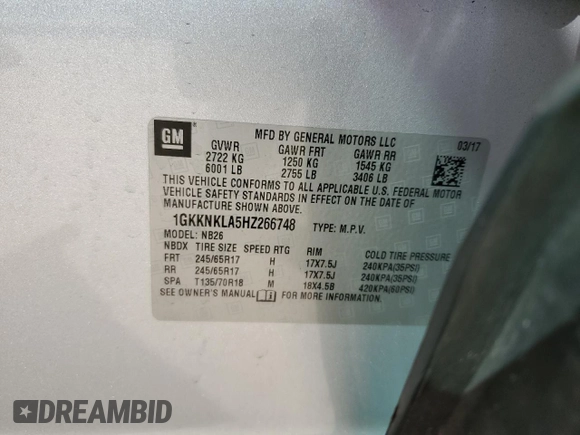 GM
MFD BY GENERAL MOTORS LLC
03/17
GVWR GAWR FRT GAWR RR
2722 KG 1250 KG 1545 KG
6001 LB 2755 LB 3406 LB
THIS VEHICLE CONFORMS TO ALL APPLICABLE U.S. FEDERAL MOTOR
VEHICLE SAFETY STANDARDS IN EFFECT ON THE DATE OF
MANUFACTURE SHOWN ABOVE.
1GKKNKLA5HZ266748 TYPE: M.P.V.
MODEL: NB26
NBDX TIRE SIZE SPEED RTG RIM COLD TIRE PRESSURE
FRT 245/65R17 H 17X7.5J 240KPA(35PSI)
RR 245/65R17 H 17X7.5J 240KPA(35PSI)
SPA T135/70R18 M 18X4.5B 420KPA(60PSI)
SEE OWNER'S MANUAL FOR MORE INFORMATION.
DREAMBID